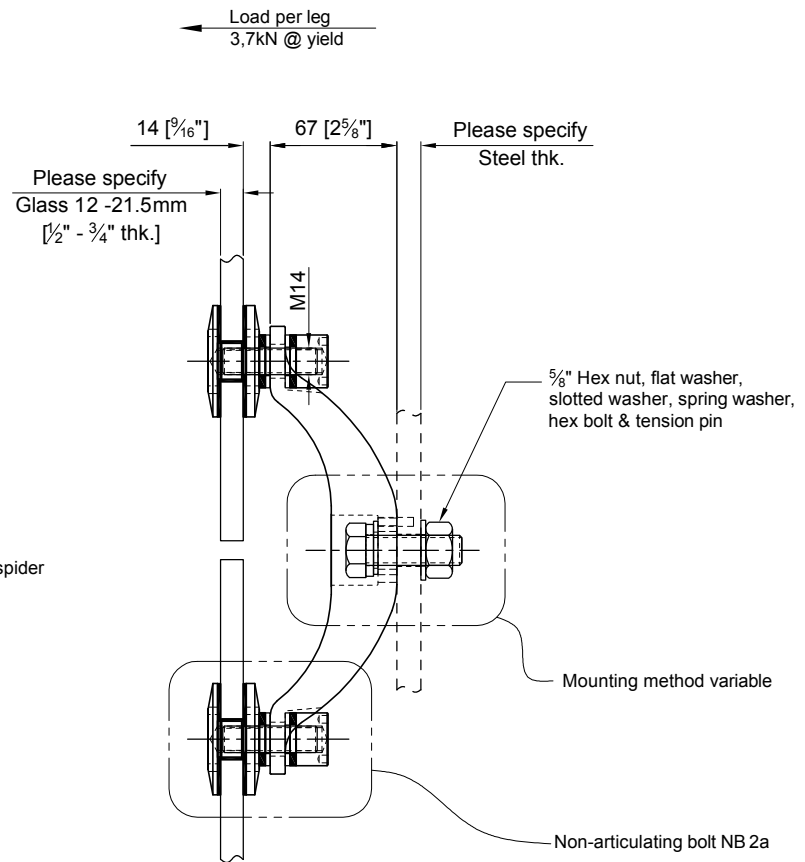 Load per leg
3,7kN @ yield
14 [9⁄16"]
67 [2 5⁄8"]
Please specify
Steel thk.
Please specify
Glass 12 -21.5mm
[1⁄2" - 3⁄4" thk.]
M14
5⁄8" Hex nut, flat washer,
slotted washer, spring washer,
hex bolt & tension pin
spider
Mounting method variable
Non-articulating bolt NB 2a